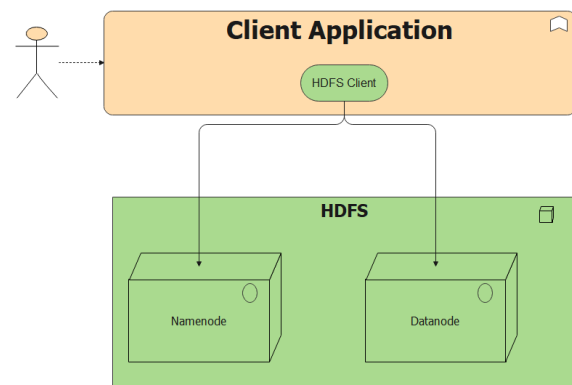 Client Application
HDFS Client
HDFS
Namenode
Datanode